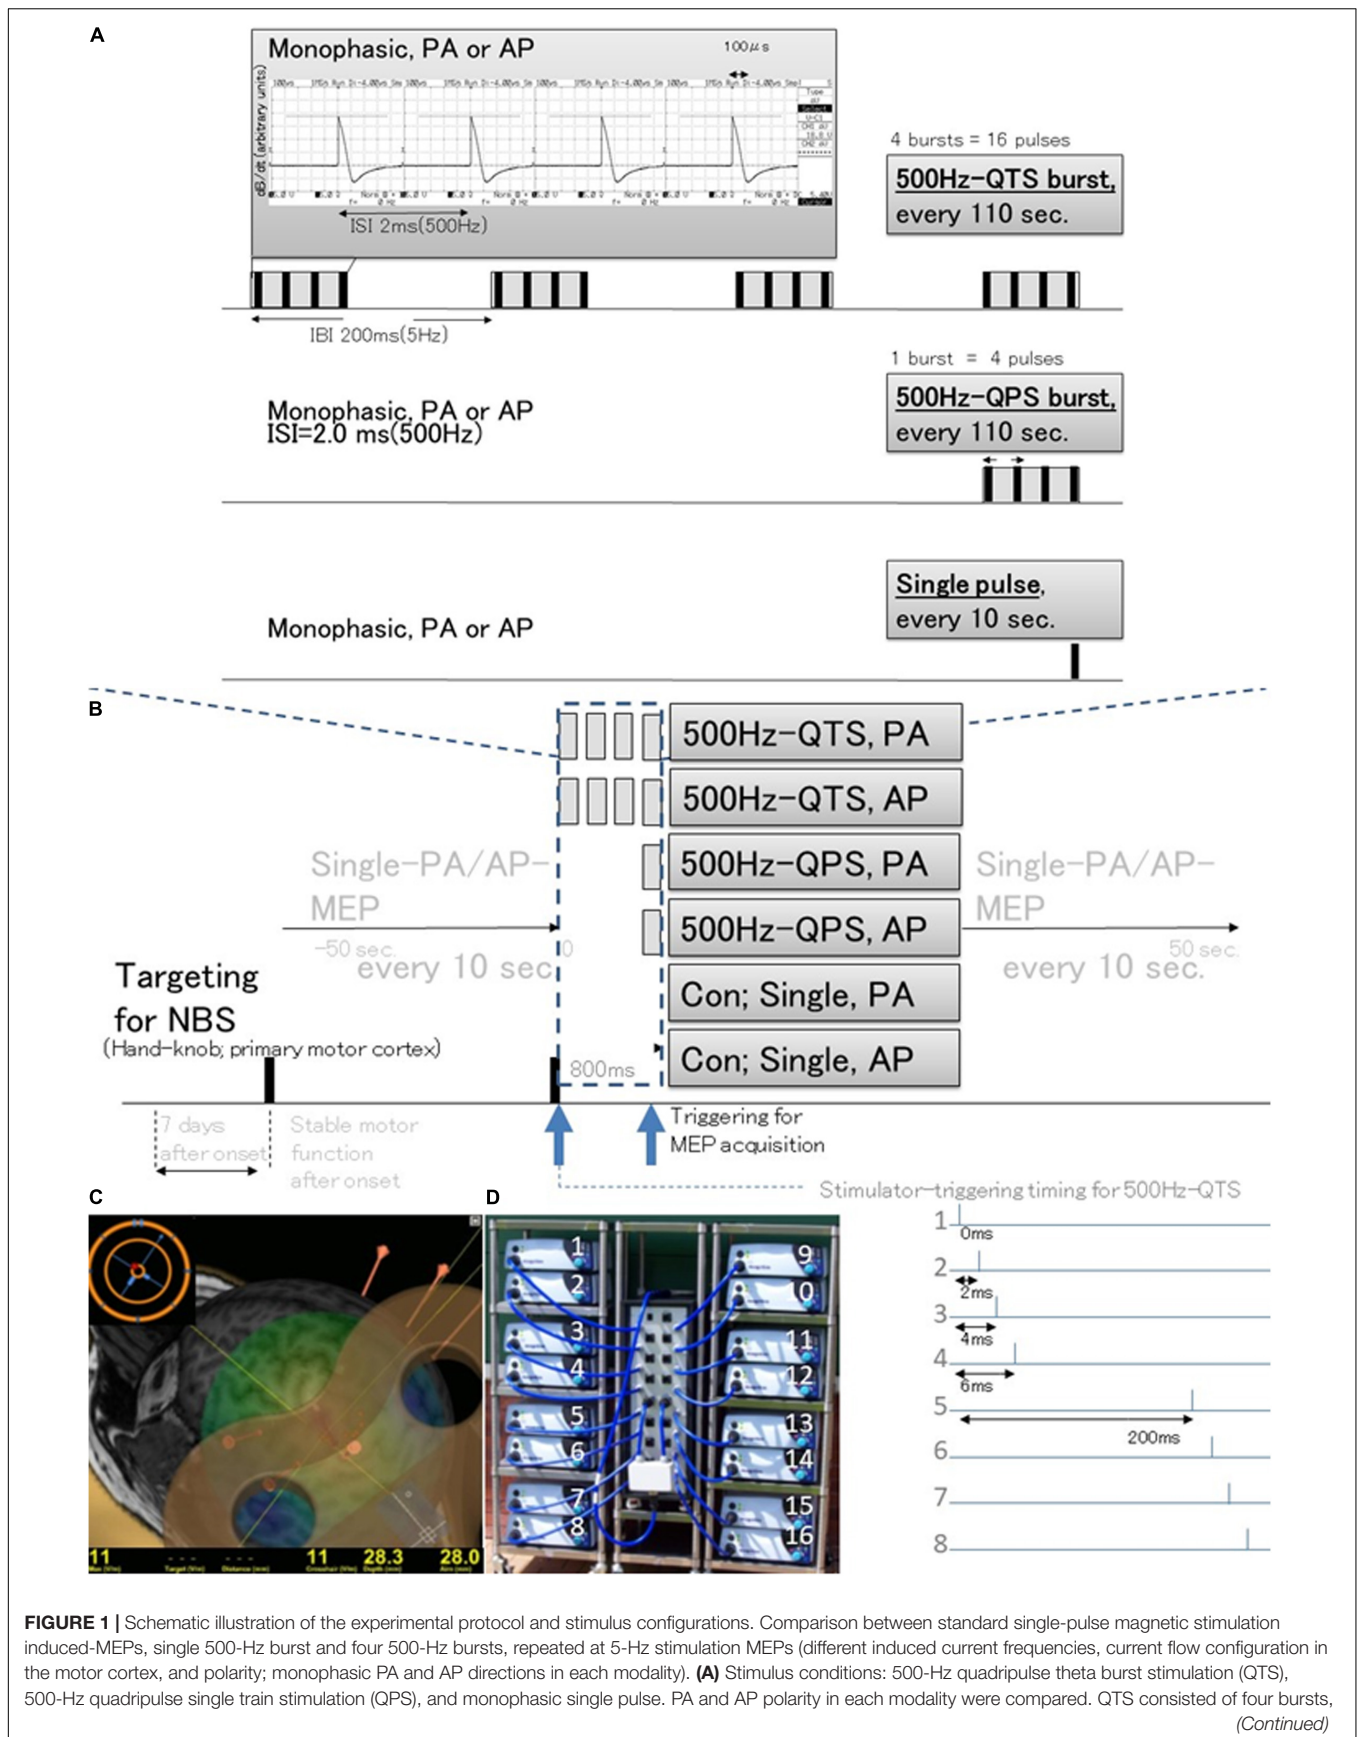 A
Monophasic, PA or AP
100μs
dB/dt (arbitrary units)
ISI 2ms(500Hz)
4 bursts = 16 pulses
500Hz-QTS burst,
every 110 sec.
IBI 200ms(5Hz)
1 burst = 4 pulses
Monophasic, PA or AP
ISI=2.0 ms(500Hz)
500Hz-QPS burst,
every 110 sec.
Single pulse,
every 10 sec.
Monophasic, PA or AP
B
500Hz-QTS, PA
500Hz-QTS, AP
500Hz-QPS, PA
500Hz-QPS, AP
Con; Single, PA
Con; Single, AP
Single-PA/AP-
MEP
-50 sec.
0
every 10 sec
Single-PA/AP-
MEP
50 sec.
every 10 sec.
Targeting
for NBS
(Hand-knob; primary motor cortex)
800ms
7 days
after onset
Stable motor
function
after onset
Triggering for
MEP acquisition
Stimulator-triggering timing for 500Hz-QTS
C
11
11
28.3
28.0
D
1
2
3
4
5
6
7
8
9
0
11
12
13
14
15
16
1
0ms
2
2ms
3
4ms
4
6ms
5
200ms
6
7
8
FIGURE 1 | Schematic illustration of the experimental protocol and stimulus configurations. Comparison between standard single-pulse magnetic stimulation
induced-MEPs, single 500-Hz burst and four 500-Hz bursts, repeated at 5-Hz stimulation MEPs (different induced current frequencies, current flow configuration in
the motor cortex, and polarity; monophasic PA and AP directions in each modality). (A) Stimulus conditions: 500-Hz quadripulse theta burst stimulation (QTS),
500-Hz quadripulse single train stimulation (QPS), and monophasic single pulse. PA and AP polarity in each modality were compared. QTS consisted of four bursts,
(Continued)